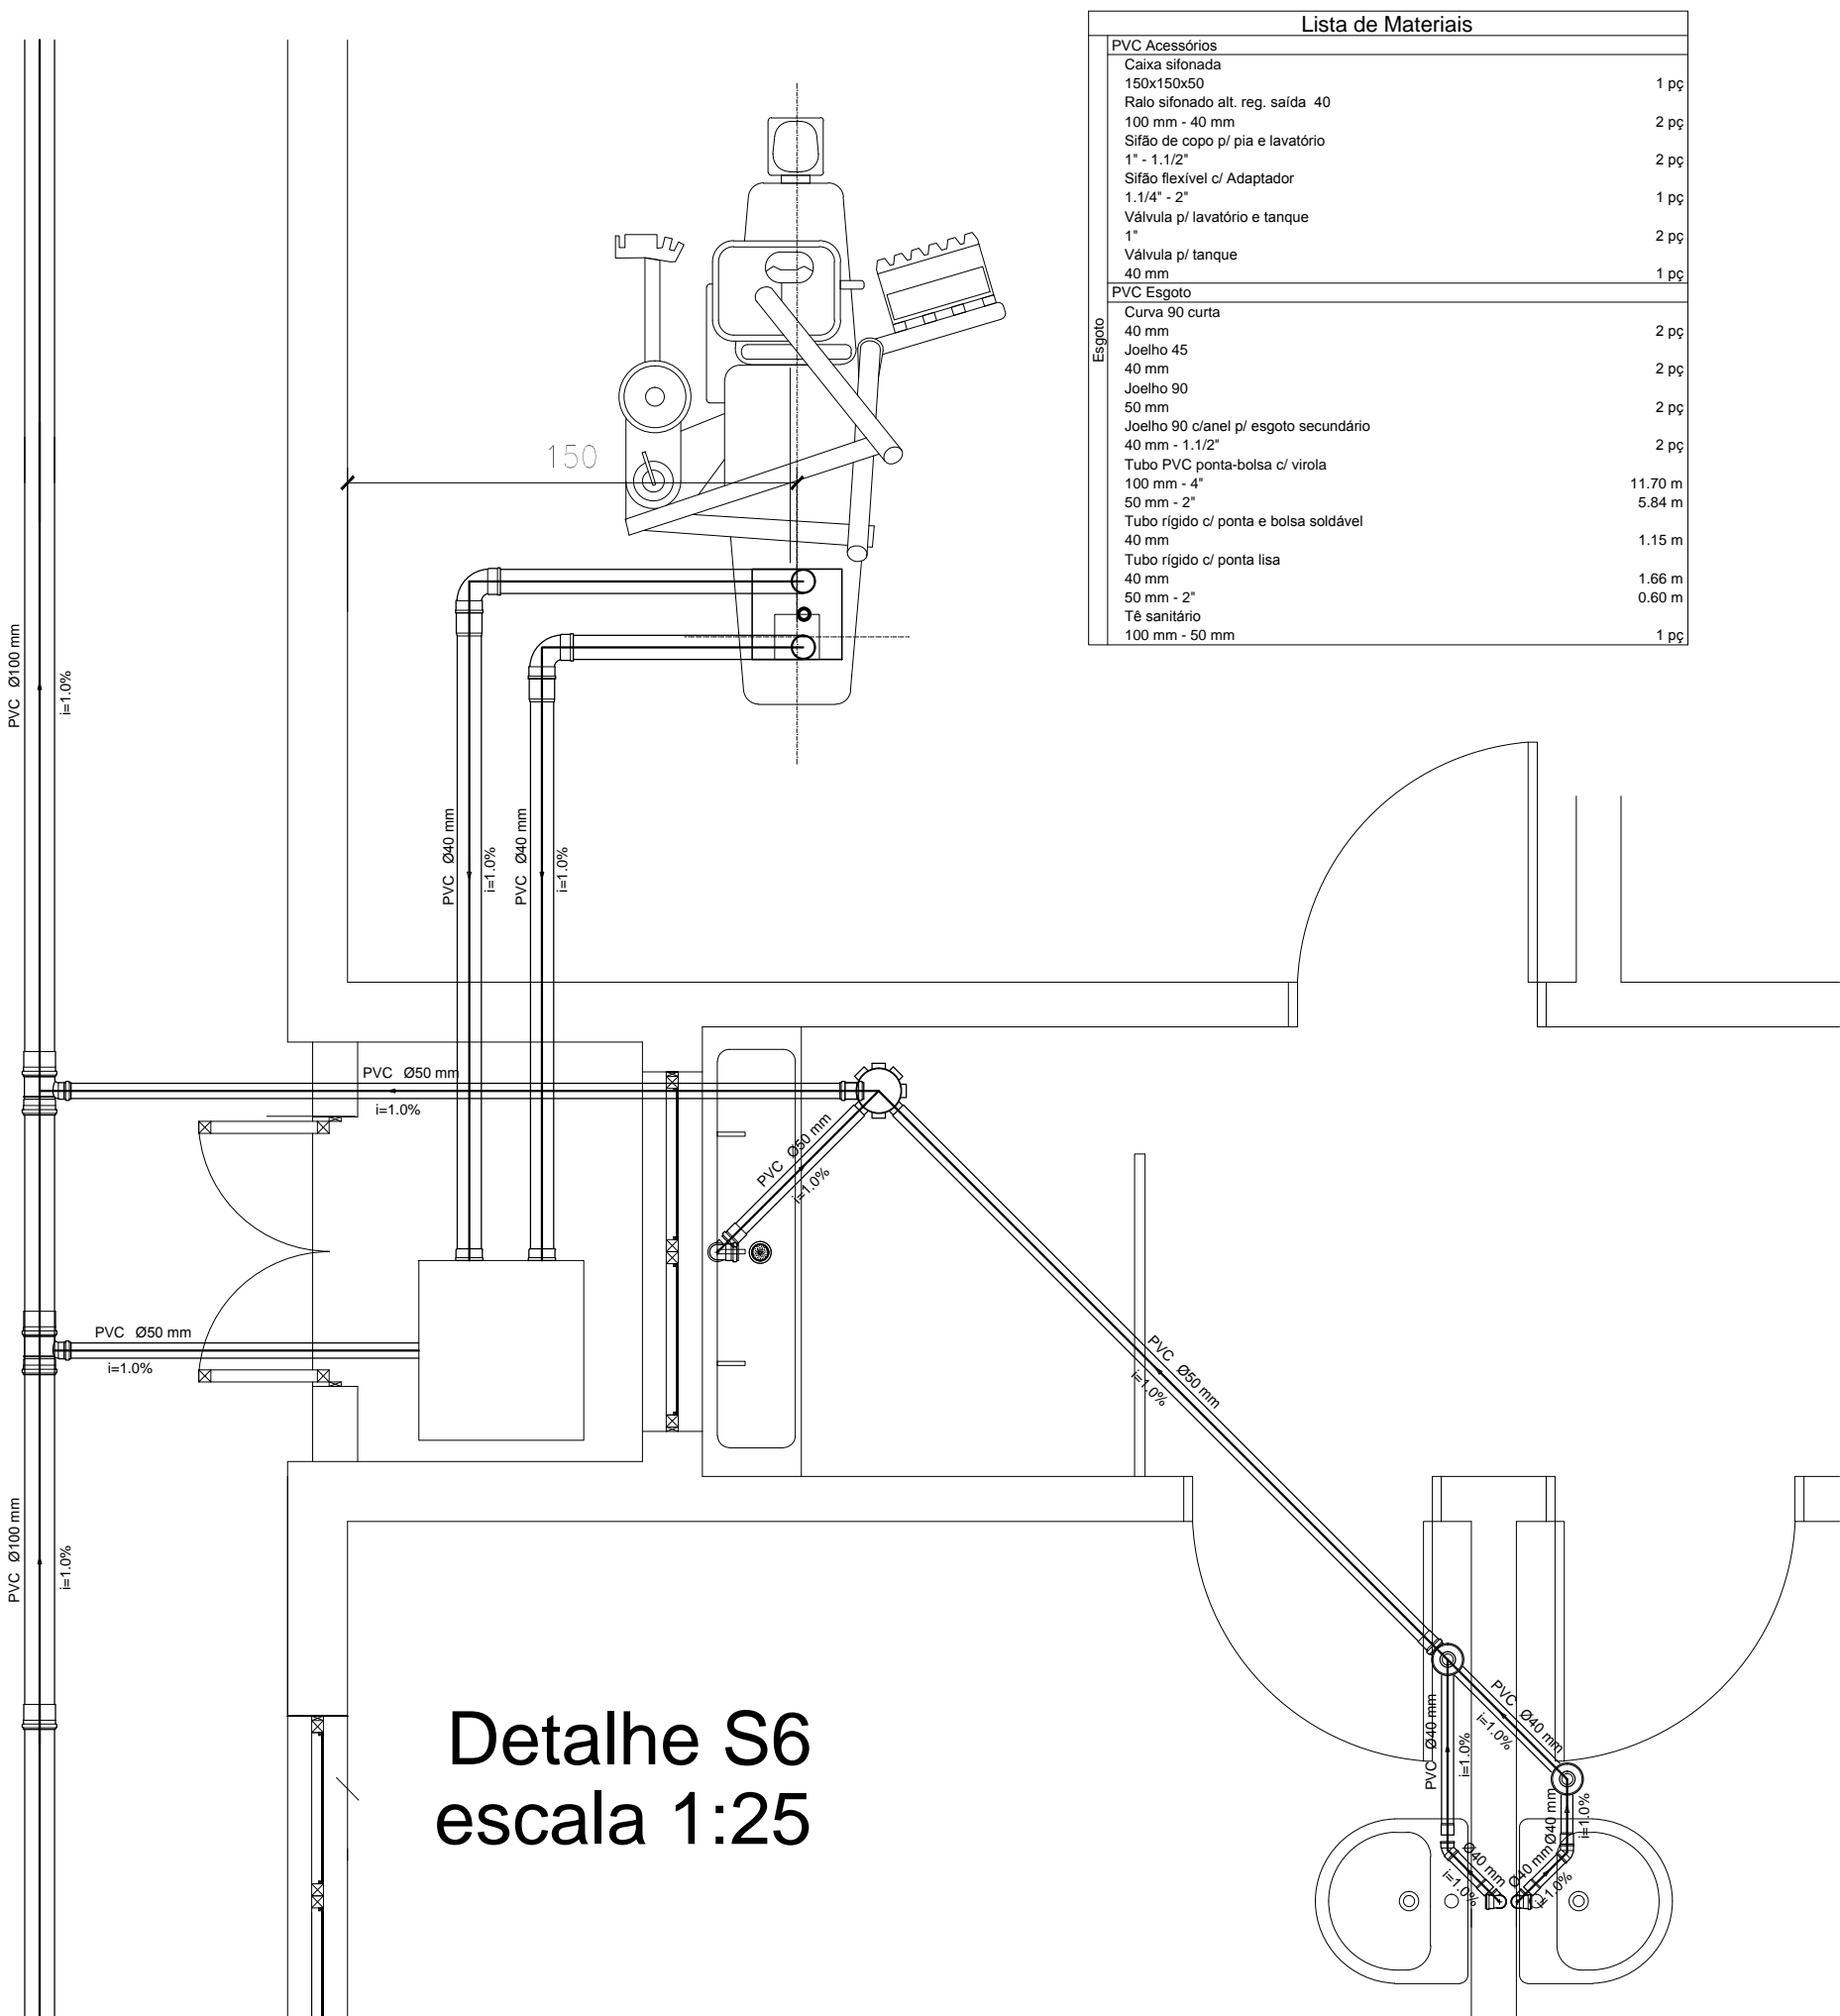 Lista de Materiais
Esgoto
PVC Acessórios
Caixa sifonada
150x150x50 1 pç
Ralo sifonado alt. reg. saída 40
100 mm - 40 mm 2 pç
Sifão de copo p/ pia e lavatório
1" - 1.1/2" 2 pç
Sifão flexível c/ Adaptador
1.1/4" - 2" 1 pç
Válvula p/ lavatório e tanque
1" 2 pç
Válvula p/ tanque
40 mm 1 pç
PVC Esgoto
Curva 90 curta
40 mm 2 pç
Joelho 45
40 mm 2 pç
Joelho 90
50 mm 2 pç
Joelho 90 c/anel p/ esgoto secundário
40 mm - 1.1/2" 2 pç
Tubo PVC ponta-bolsa c/ virola
100 mm - 4" 11.70 m
50 mm - 2" 5.84 m
Tubo rígido c/ ponta e bolsa soldável
40 mm 1.15 m
Tubo rígido c/ ponta lisa
40 mm 1.66 m
50 mm - 2" 0.60 m
Tê sanitário
100 mm - 50 mm 1 pç
150
PVC Ø100 mm
i=1.0%
PVC Ø40 mm
i=1.0%
PVC Ø40 mm
i=1.0%
PVC Ø50 mm
i=1.0%
PVC Ø50 mm
i=1.0%
PVC Ø50 mm
i=1.0%
PVC Ø50 mm
i=1.0%
PVC Ø100 mm
i=1.0%
PVC Ø40 mm
i=1.0%
PVC Ø40 mm
i=1.0%
Ø40 mm
i=1.0%
Ø40 mm
i=1.0%
Ø40 mm
i=1.0%
Detalhe S6
escala 1:25